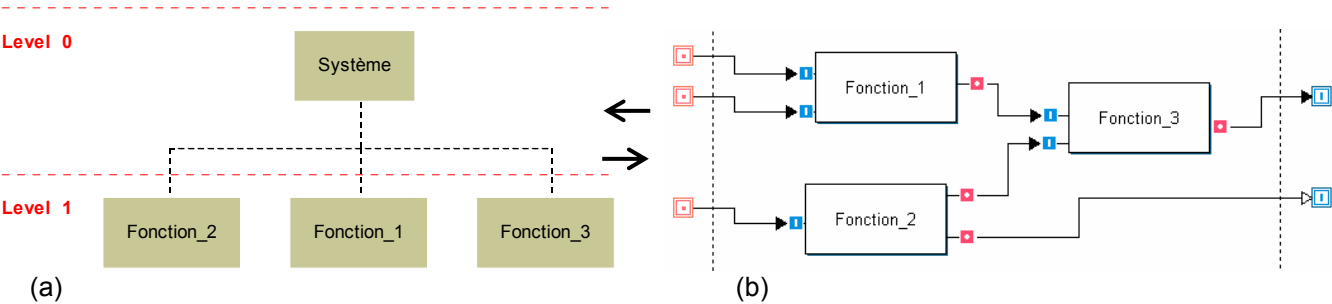 Level 0
Système
Level 1
Fonction_2
Fonction_1
Fonction_3
(a)
Fonction_1
Fonction_3
Fonction_2
(b)